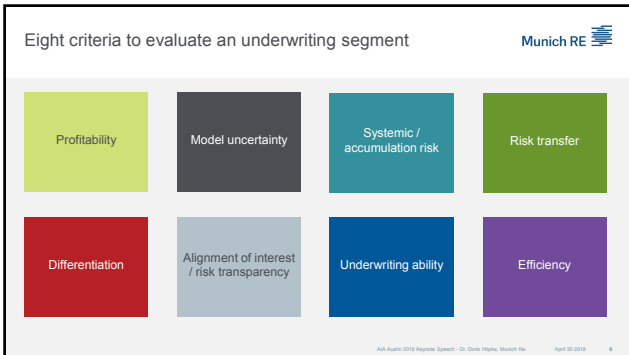 Eight criteria to evaluate an underwriting segment
Munich RE
Profitability
Model uncertainty
Systemic /
accumulation risk
Risk transfer
Differentiation
Alignment of interest
/ risk transparency
Underwriting ability
Efficiency
AIA Austin 2018 Keynote Speech - Dr. Doris Höpke, Munich Re
April 30 2018
6